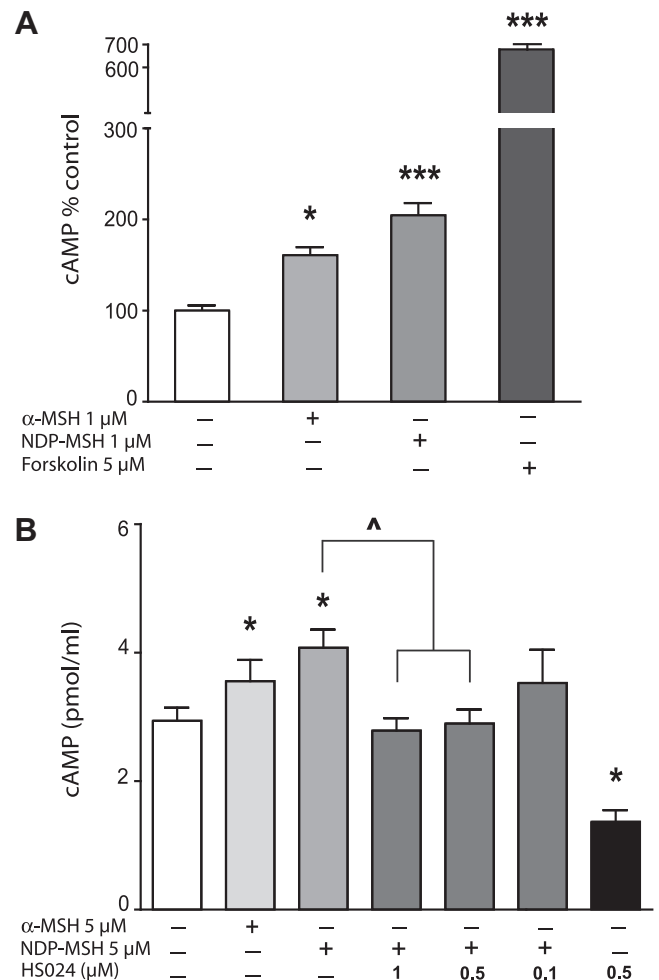 A
700
600
300
200
100
0
cAMP % control
*
***
***
α-MSH 1 µM – + – –
NDP-MSH 1 µM – – + –
Forskolin 5 µM – – – +
B
6
4
2
0
cAMP (pmol/ml)
^
*
*
*
α-MSH 5 µM – + – – – – –
NDP-MSH 5 µM – – + + + + –
HS024 (µM) – – – 1 0.5 0.1 0.5